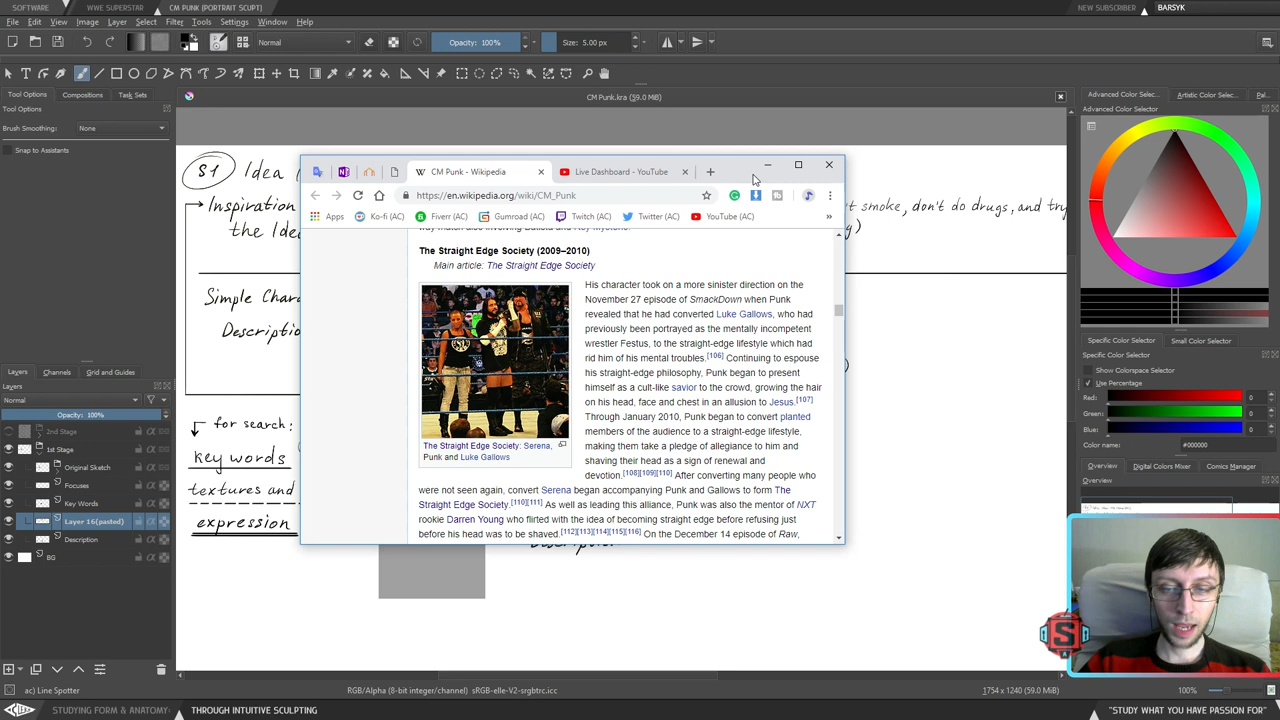 SOFTWARE
WWE SUPERSTAR
CM PUNK (PORTRAIT SCUPT)
NEW SUBSCRIBER
BARSYK
File Edit View Image Layer Select Filter Tools Settings Window Help
Normal
Opacity: 100%
Size: 5.00 px
Tool Options Compositions Task Sets
CM Punk.kra (59.0 MiB)
Advanced Color Selec... Artistic Color Selec... Pal...
Tool Options
Advanced Color Selector
Brush Smoothing: None
Snap to Assistants
S1 Idea
Inspiration
the Idea
t smoke, don't do drugs, and try
Simple Chara
Descriptio
for search:
key words
textures and
expression
CM Punk - Wikipedia
Live Dashboard - YouTube
https://en.wikipedia.org/wiki/CM_Punk
Apps Ko-fi (AC) Fiverr (AC) Gumroad (AC) Twitch (AC) Twitter (AC) YouTube (AC) »
The Straight Edge Society (2009–2010)
Main article: The Straight Edge Society
His character took on a more sinister direction on the
November 27 episode of SmackDown when Punk
revealed that he had converted Luke Gallows, who had
previously been portrayed as the mentally incompetent
wrestler Festus, to the straight-edge lifestyle which had
rid him of his mental troubles.[106] Continuing to espouse
his straight-edge philosophy, Punk began to present
himself as a cult-like savior to the crowd, growing the hair
on his head, face and chest in an allusion to Jesus.[107]
Through January 2010, Punk began to convert planted
members of the audience to a straight-edge lifestyle,
making them take a pledge of allegiance to him and
shaving their head as a sign of renewal and
devotion.[108][109][110] After converting many people who
The Straight Edge Society: Serena,
Punk and Luke Gallows
were not seen again, convert Serena began accompanying Punk and Gallows to form The
Straight Edge Society.[110][111] As well as leading this alliance, Punk was also the mentor of NXT
rookie Darren Young who flirted with the idea of becoming straight edge before refusing just
before his head was to be shaved.[112][113][114][115][116] On the December 14 episode of Raw,
Specific Color Selector Small Color Selector
Specific Color Selector
Show Colorspace Selector
Use Percentage
Red: 0
Green: 0
Blue: 0
Color name: #000000
Overview Digital Colors Mixer Comics Manager
Overview
Layers Channels Grid and Guides
Layers
Normal
Opacity: 100%
2nd Stage
1st Stage
Original Sketch
Focuses
Key Words
Layer 16(pasted)
Description
BG
ac) Line Spotter
RGB/Alpha (8-bit integer/channel) sRGB-elle-V2-srgbtrc.icc
1754 x 1240 (59.0 MiB)
100%
STUDYING FORM & ANATOMY
THROUGH INTUITIVE SCULPTING
"STUDY WHAT YOU HAVE PASSION FOR"